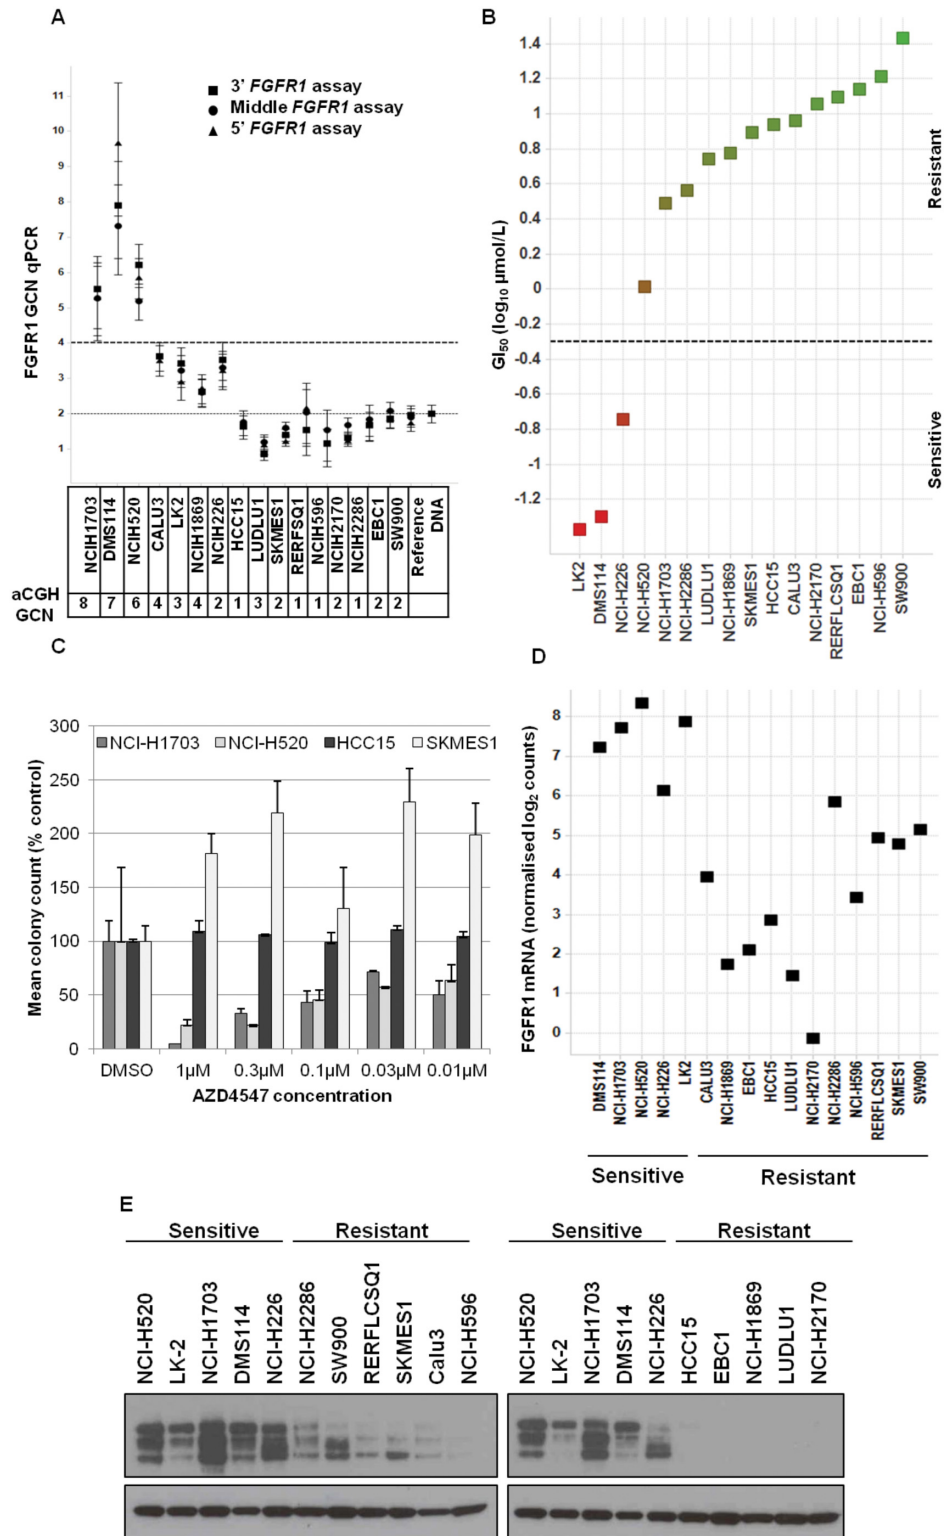 A
3' FGFR1 assay
Middle FGFR1 assay
5' FGFR1 assay
FGFR1 GCN qPCR
11
10
9
8
7
6
5
4
3
2
1
NCIH1703
DMS114
NCIH520
CALU3
LK2
NCIH1869
NCIH226
HCC15
LUDLU1
SKMES1
RERFSQ1
NCIH596
NCIH2170
NCIH2286
EBC1
SW900
Reference
DNA
aCGH
GCN
8 7 6 4 3 4 2 1 3 2 1 1 2 1 2 2
B
GI50 (log10 µmol/L)
1.4
1.2
1
0.8
0.6
0.4
0.2
0
-0.2
-0.4
-0.6
-0.8
-1
-1.2
Resistant
Sensitive
LK2
DMS114
NCI-H226
NCI-H520
NCI-H1703
NCI-H2286
LUDLU1
NCI-H1869
SKMES1
HCC15
CALU3
NCI-H2170
RERFLCSQ1
EBC1
NCI-H596
SW900
C
Mean colony count (% control)
300
250
200
150
100
50
0
NCI-H1703 NCI-H520 HCC15 SKMES1
DMSO 1µM 0.3µM 0.1µM 0.03µM 0.01µM
AZD4547 concentration
D
FGFR1 mRNA (normalised log2 counts)
8
7
6
5
4
3
2
1
0
DMS114
NCI-H1703
NCI-H520
NCI-H226
LK2
CALU3
NCI-H1869
EBC1
HCC15
LUDLU1
NCI-H2170
NCI-H2286
NCI-H596
RERFLCSQ1
SKMES1
SW900
Sensitive Resistant
E
Sensitive Resistant
NCI-H520
LK-2
NCI-H1703
DMS114
NCI-H226
NCI-H2286
SW900
RERFLCSQ1
SKMES1
Calu3
NCI-H596
Sensitive Resistant
NCI-H520
LK-2
NCI-H1703
DMS114
NCI-H226
HCC15
EBC1
NCI-H1869
LUDLU1
NCI-H2170